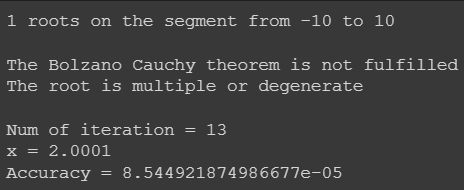 1 roots on the segment from -10 to 10
The Bolzano Cauchy theorem is not fulfilled
The root is multiple or degenerate
Num of iteration = 13
x = 2.0001
Accuracy = 8.544921874986677e-05